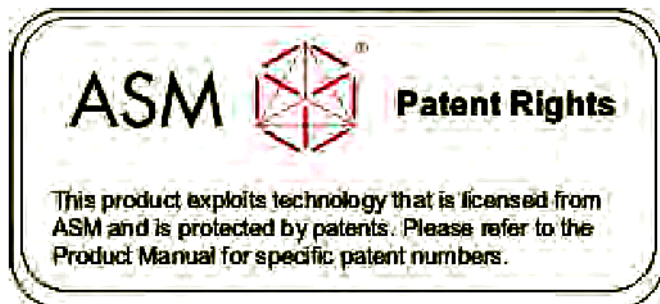 ASM ® Patent Rights
This product exploits technology that is licensed from
ASM and is protected by patents. Please refer to the
Product Manual for specific patent numbers.